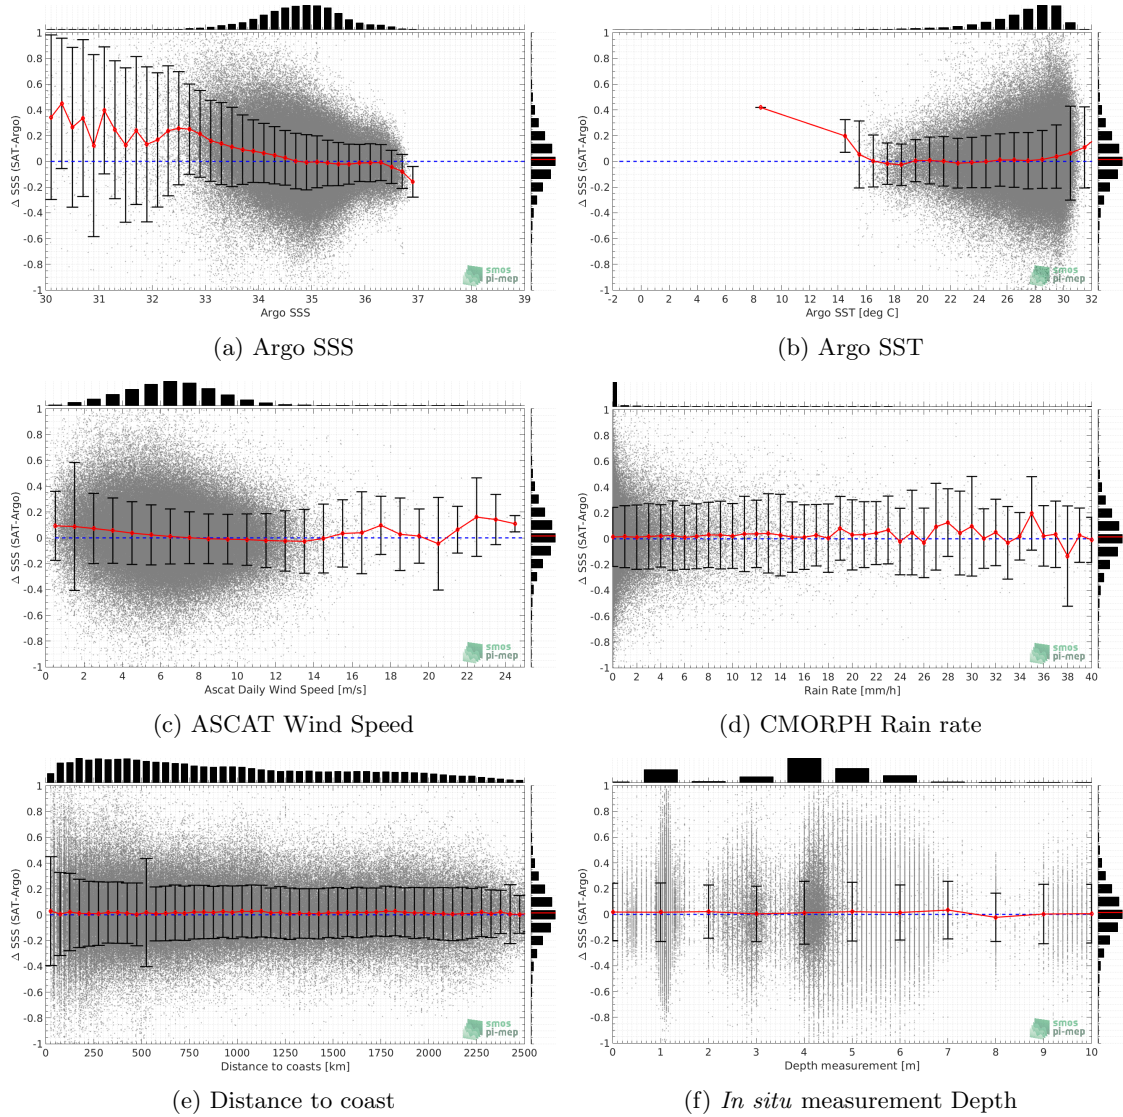 1
0.8
0.6
0.4
0.2
0
-0.2
-0.4
-0.6
-0.8
-1
Δ SSS (SAT-Argo)
30 31 32 33 34 35 36 37 38 39
Argo SSS
smos
pi-mep
(a) Argo SSS
1
0.8
0.6
0.4
0.2
0
-0.2
-0.4
-0.6
-0.8
-1
Δ SSS (SAT-Argo)
-2 0 2 4 6 8 10 12 14 16 18 20 22 24 26 28 30 32
Argo SST [deg C]
smos
pi-mep
(b) Argo SST
1
0.8
0.6
0.4
0.2
0
-0.2
-0.4
-0.6
-0.8
-1
Δ SSS (SAT-Argo)
0 2 4 6 8 10 12 14 16 18 20 22 24
Ascat Daily Wind Speed [m/s]
smos
pi-mep
(c) ASCAT Wind Speed
1
0.8
0.6
0.4
0.2
0
-0.2
-0.4
-0.6
-0.8
-1
Δ SSS (SAT-Argo)
0 2 4 6 8 10 12 14 16 18 20 22 24 26 28 30 32 34 36 38 40
Rain Rate [mm/h]
smos
pi-mep
(d) CMORPH Rain rate
1
0.8
0.6
0.4
0.2
0
-0.2
-0.4
-0.6
-0.8
-1
Δ SSS (SAT-Argo)
0 250 500 750 1000 1250 1500 1750 2000 2250 2500
Distance to coasts [km]
smos
pi-mep
(e) Distance to coast
1
0.8
0.6
0.4
0.2
0
-0.2
-0.4
-0.6
-0.8
-1
Δ SSS (SAT-Argo)
0 1 2 3 4 5 6 7 8 9 10
Depth measurement [m]
smos
pi-mep
(f) In situ measurement Depth